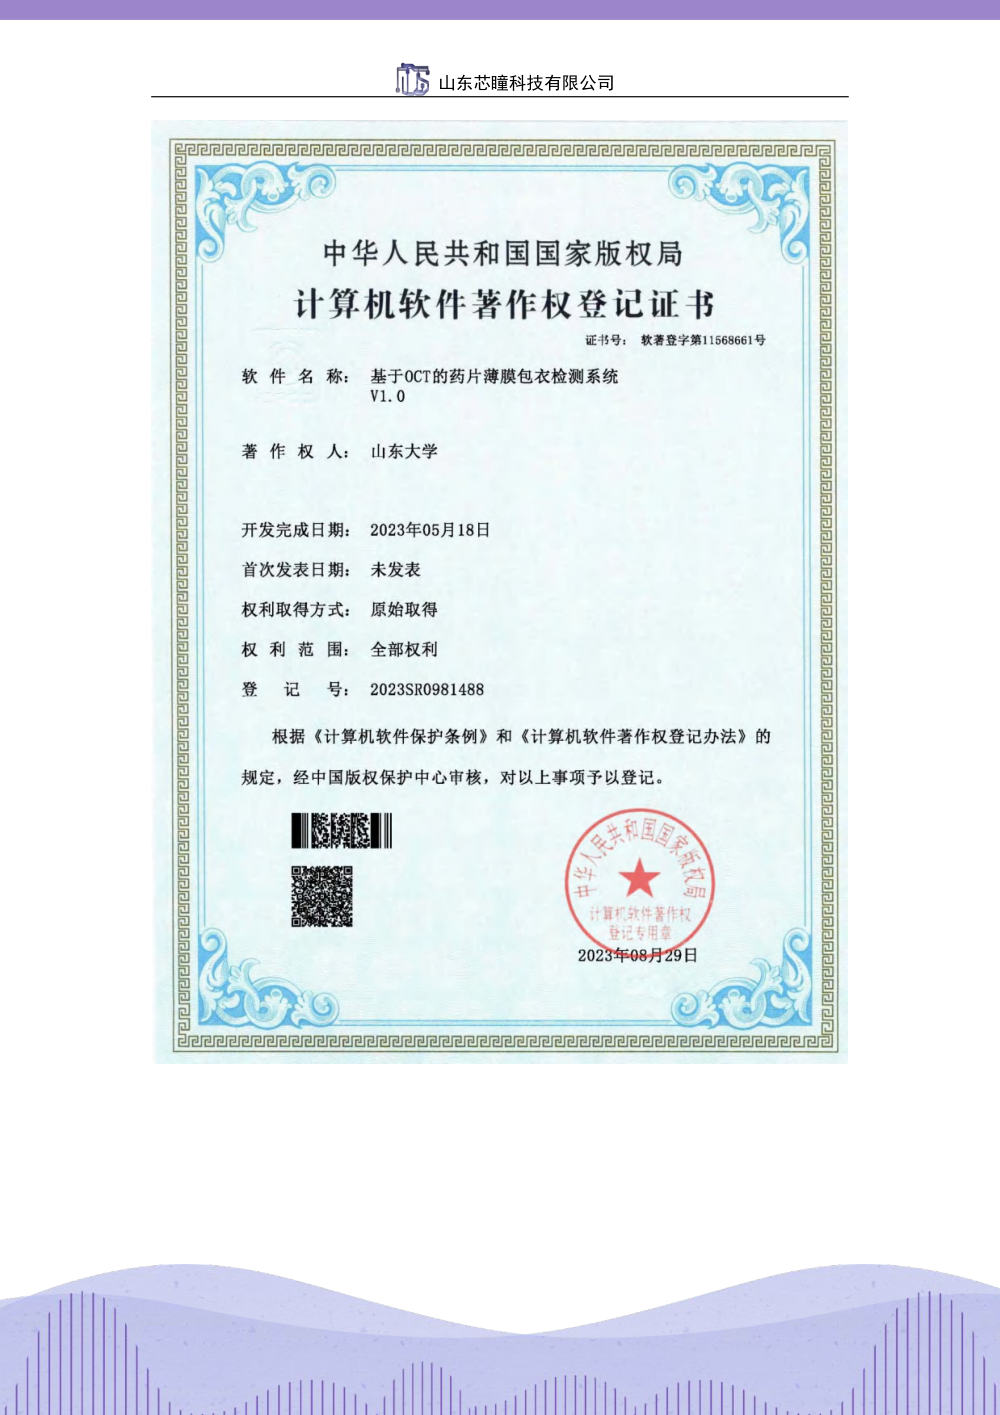 山东芯瞳科技有限公司
中华人民共和国国家版权局
计算机软件著作权登记证书
证书号： 软著登字第11568661号
软件名称： 基于OCT的药片薄膜包衣检测系统
V1.0
著作权人： 山东大学
开发完成日期： 2023年05月18日
首次发表日期： 未发表
权利取得方式： 原始取得
权利范围： 全部权利
登记号： 2023SR0981488
根据《计算机软件保护条例》和《计算机软件著作权登记办法》的
规定，经中国版权保护中心审核，对以上事项予以登记。
中华人民共和国国家版权局
计算机软件著作权
登记专用章
2023年08月29日